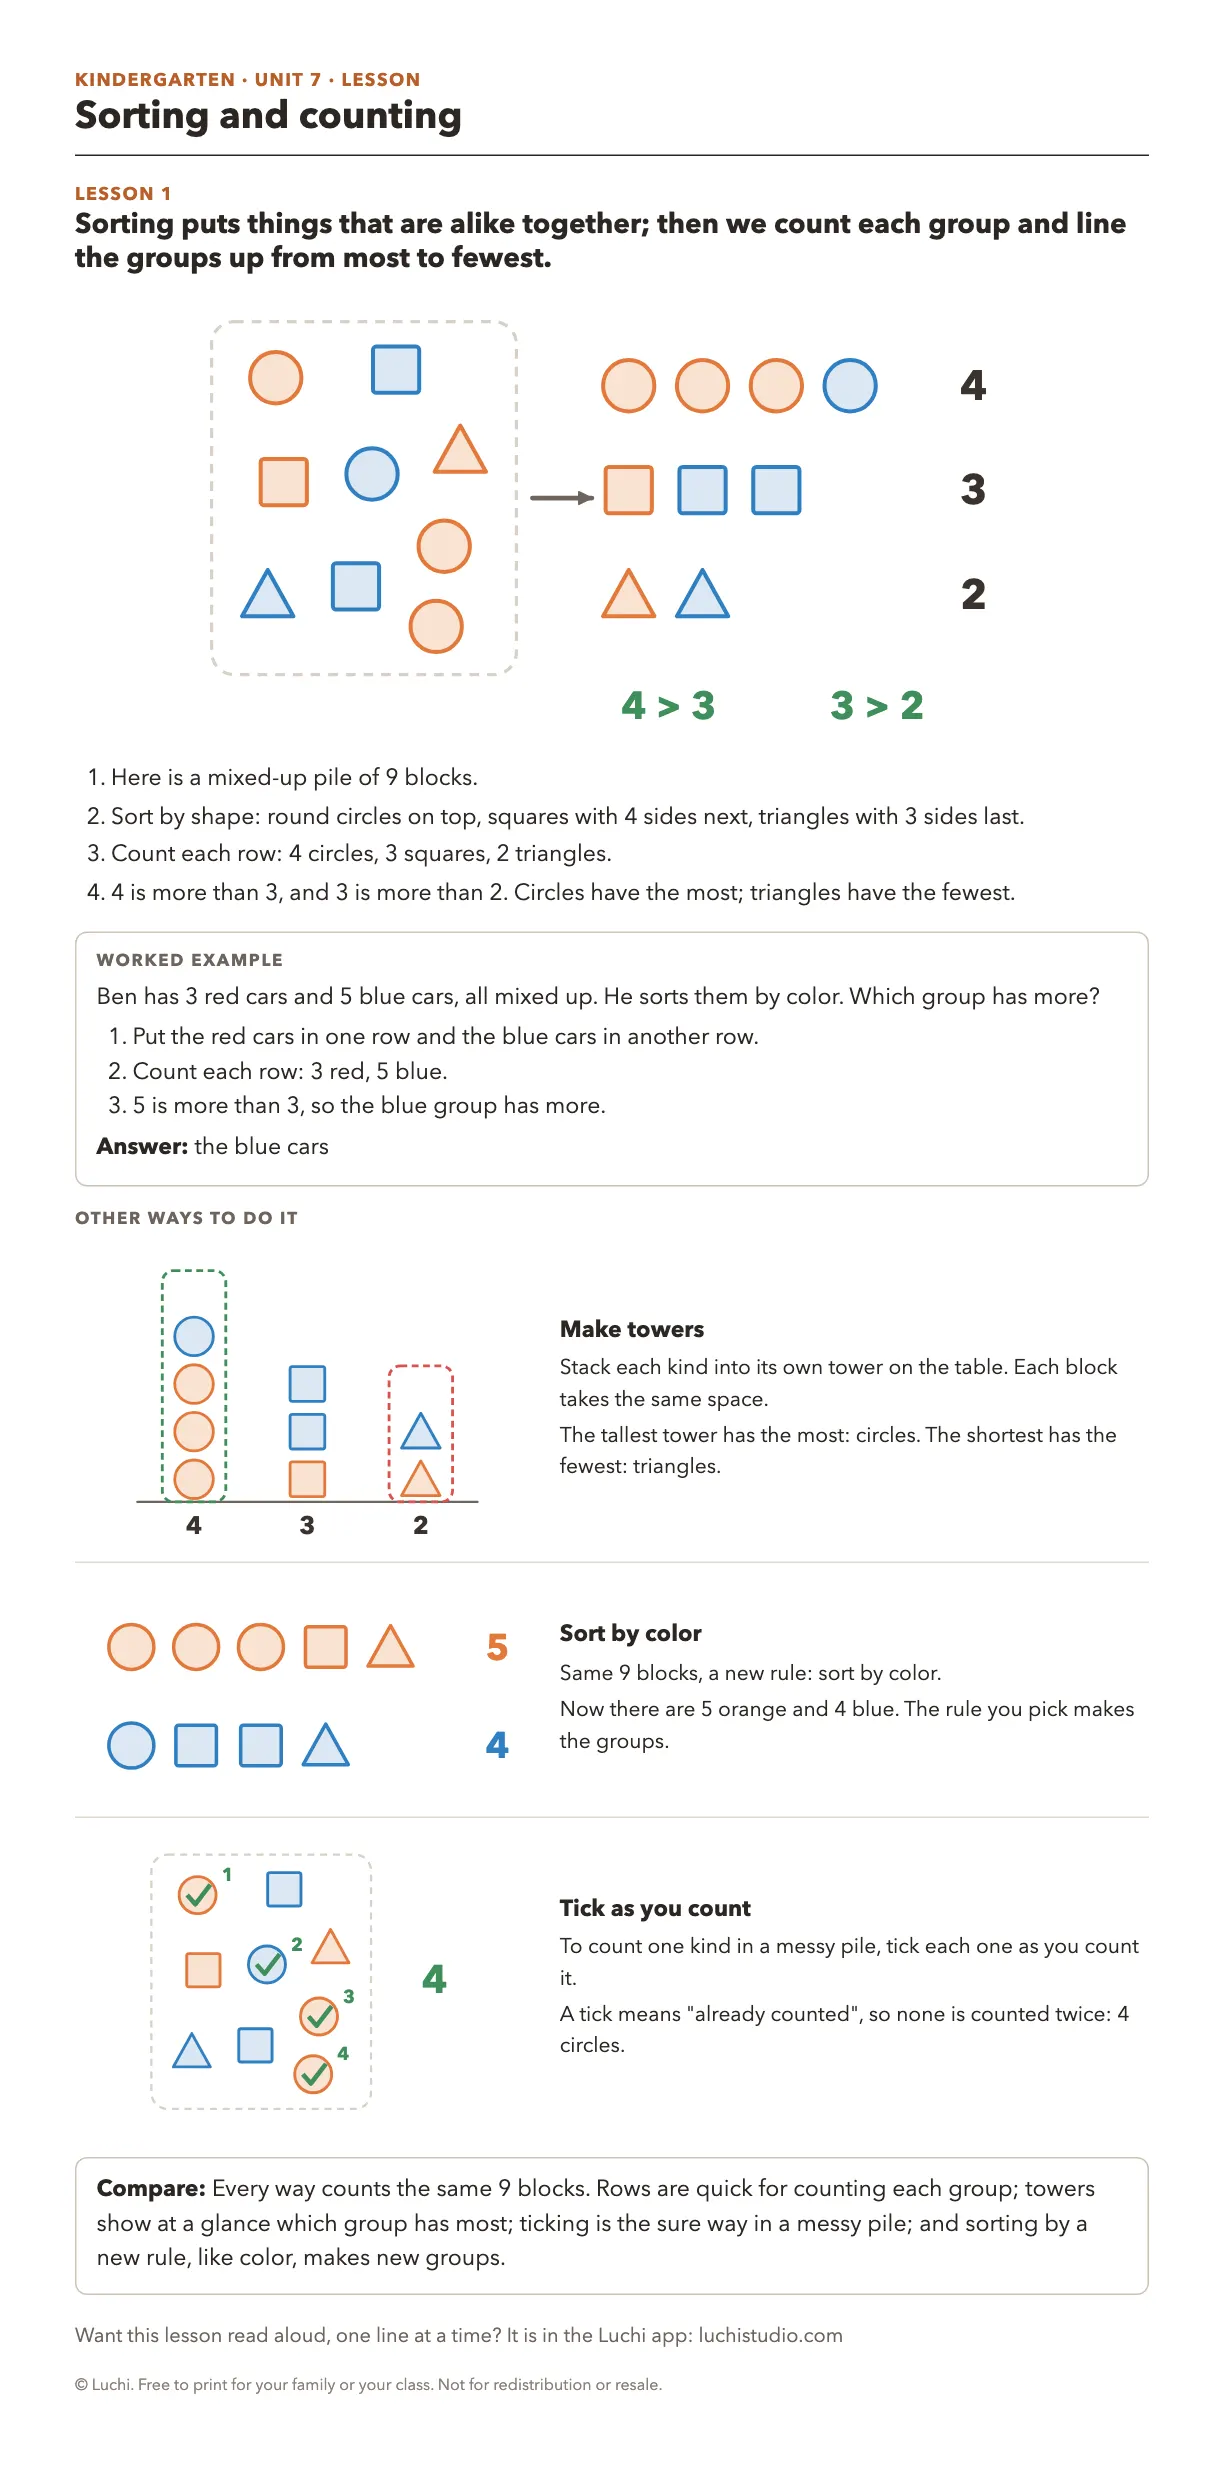 KINDERGARTEN · UNIT 7 · LESSON
Sorting and counting
LESSON 1
Sorting puts things that are alike together; then we count each group and line
the groups up from most to fewest.
4
3
2
4 > 3 3 > 2
1. Here is a mixed-up pile of 9 blocks.
2. Sort by shape: round circles on top, squares with 4 sides next, triangles with 3 sides last.
3. Count each row: 4 circles, 3 squares, 2 triangles.
4. 4 is more than 3, and 3 is more than 2. Circles have the most; triangles have the fewest.
WORKED EXAMPLE
Ben has 3 red cars and 5 blue cars, all mixed up. He sorts them by color. Which group has more?
1. Put the red cars in one row and the blue cars in another row.
2. Count each row: 3 red, 5 blue.
3. 5 is more than 3, so the blue group has more.
Answer: the blue cars
OTHER WAYS TO DO IT
4 3 2
Make towers
Stack each kind into its own tower on the table. Each block
takes the same space.
The tallest tower has the most: circles. The shortest has the
fewest: triangles.
5
4
Sort by color
Same 9 blocks, a new rule: sort by color.
Now there are 5 orange and 4 blue. The rule you pick makes
the groups.
1
2
3
4
4
Tick as you count
To count one kind in a messy pile, tick each one as you count
it.
A tick means "already counted", so none is counted twice: 4
circles.
Compare: Every way counts the same 9 blocks. Rows are quick for counting each group; towers
show at a glance which group has most; ticking is the sure way in a messy pile; and sorting by a
new rule, like color, makes new groups.
Want this lesson read aloud, one line at a time? It is in the Luchi app: luchistudio.com
© Luchi. Free to print for your family or your class. Not for redistribution or resale.